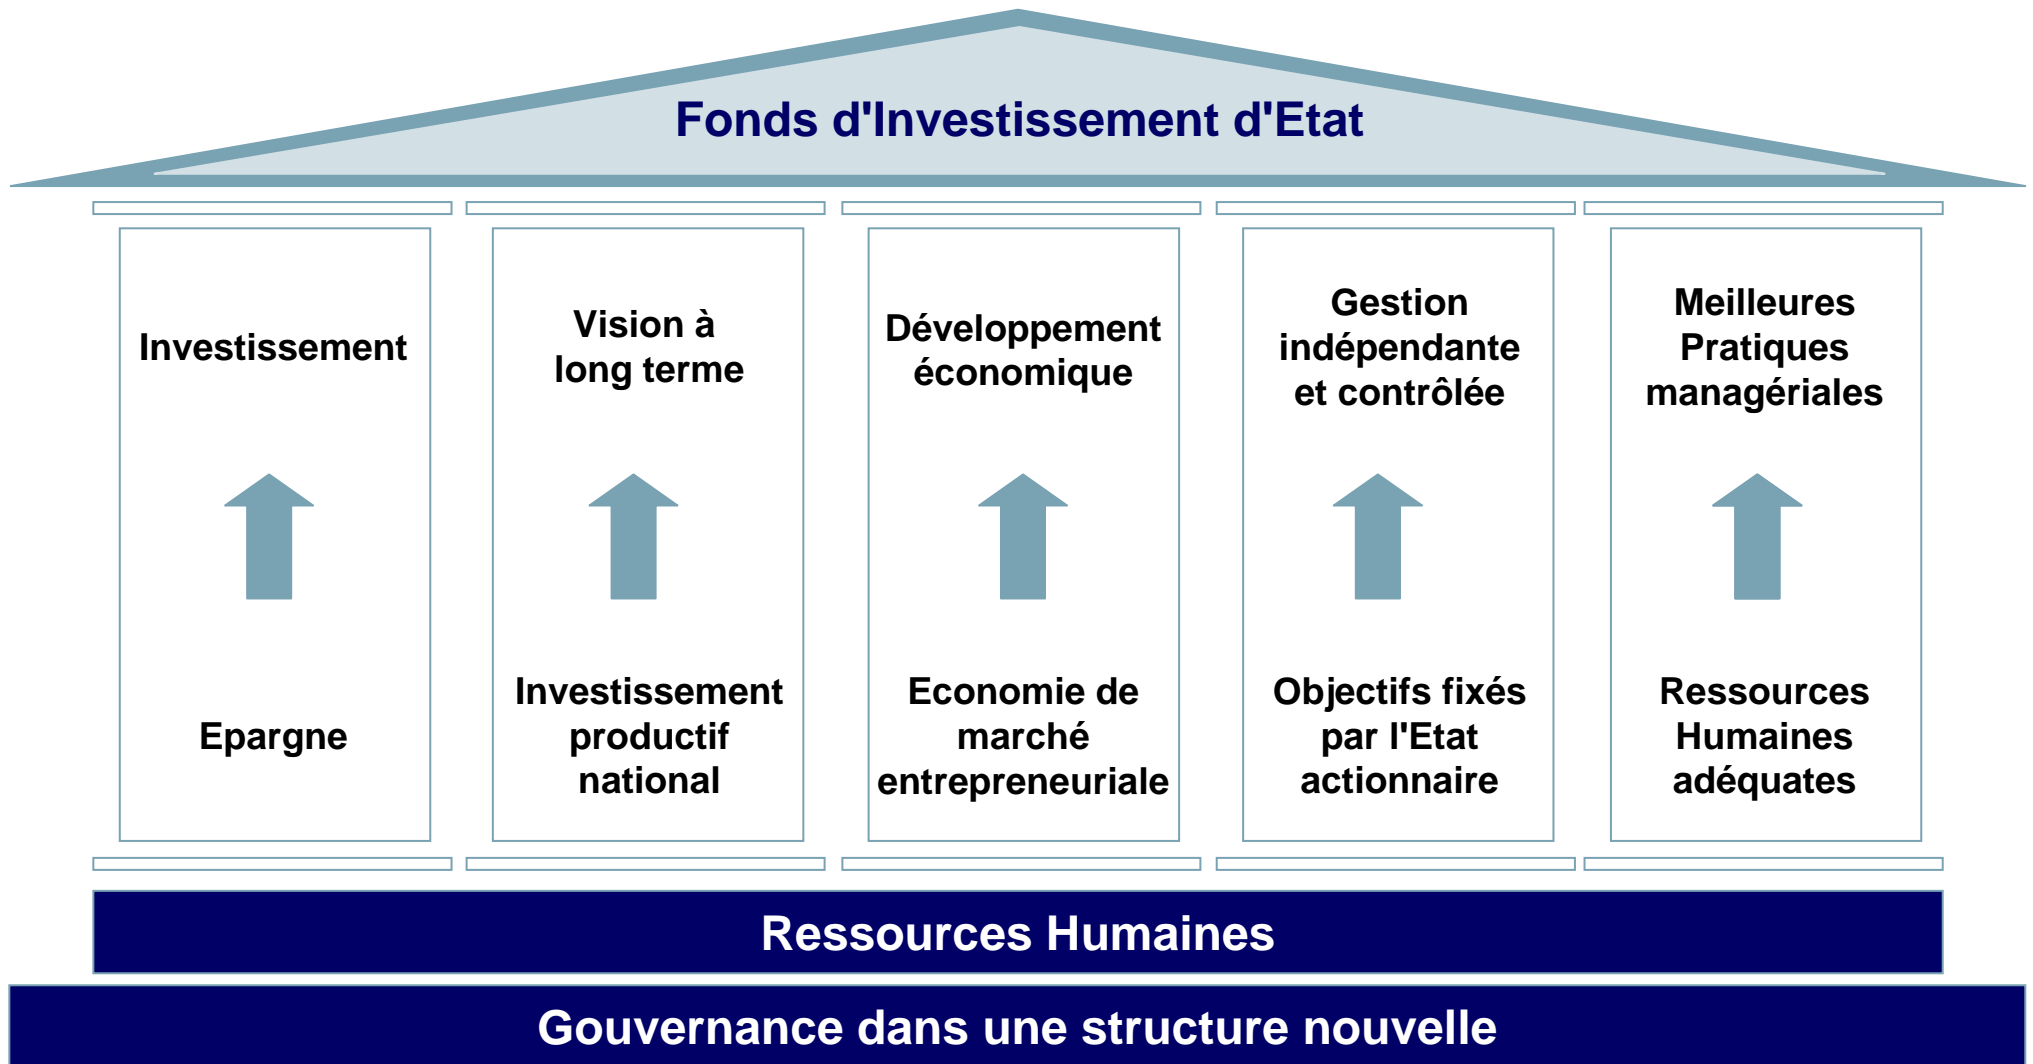 Fonds d'Investissement d'Etat
Investissement
Epargne
Vision à
long terme
Investissement
productif
national
Développement
économique
Economie de
marché
entrepreneuriale
Gestion
indépendante
et contrôlée
Objectifs fixés
par l'Etat
actionnaire
Meilleures
Pratiques
managériales
Ressources
Humaines
adéquates
Ressources Humaines
Gouvernance dans une structure nouvelle